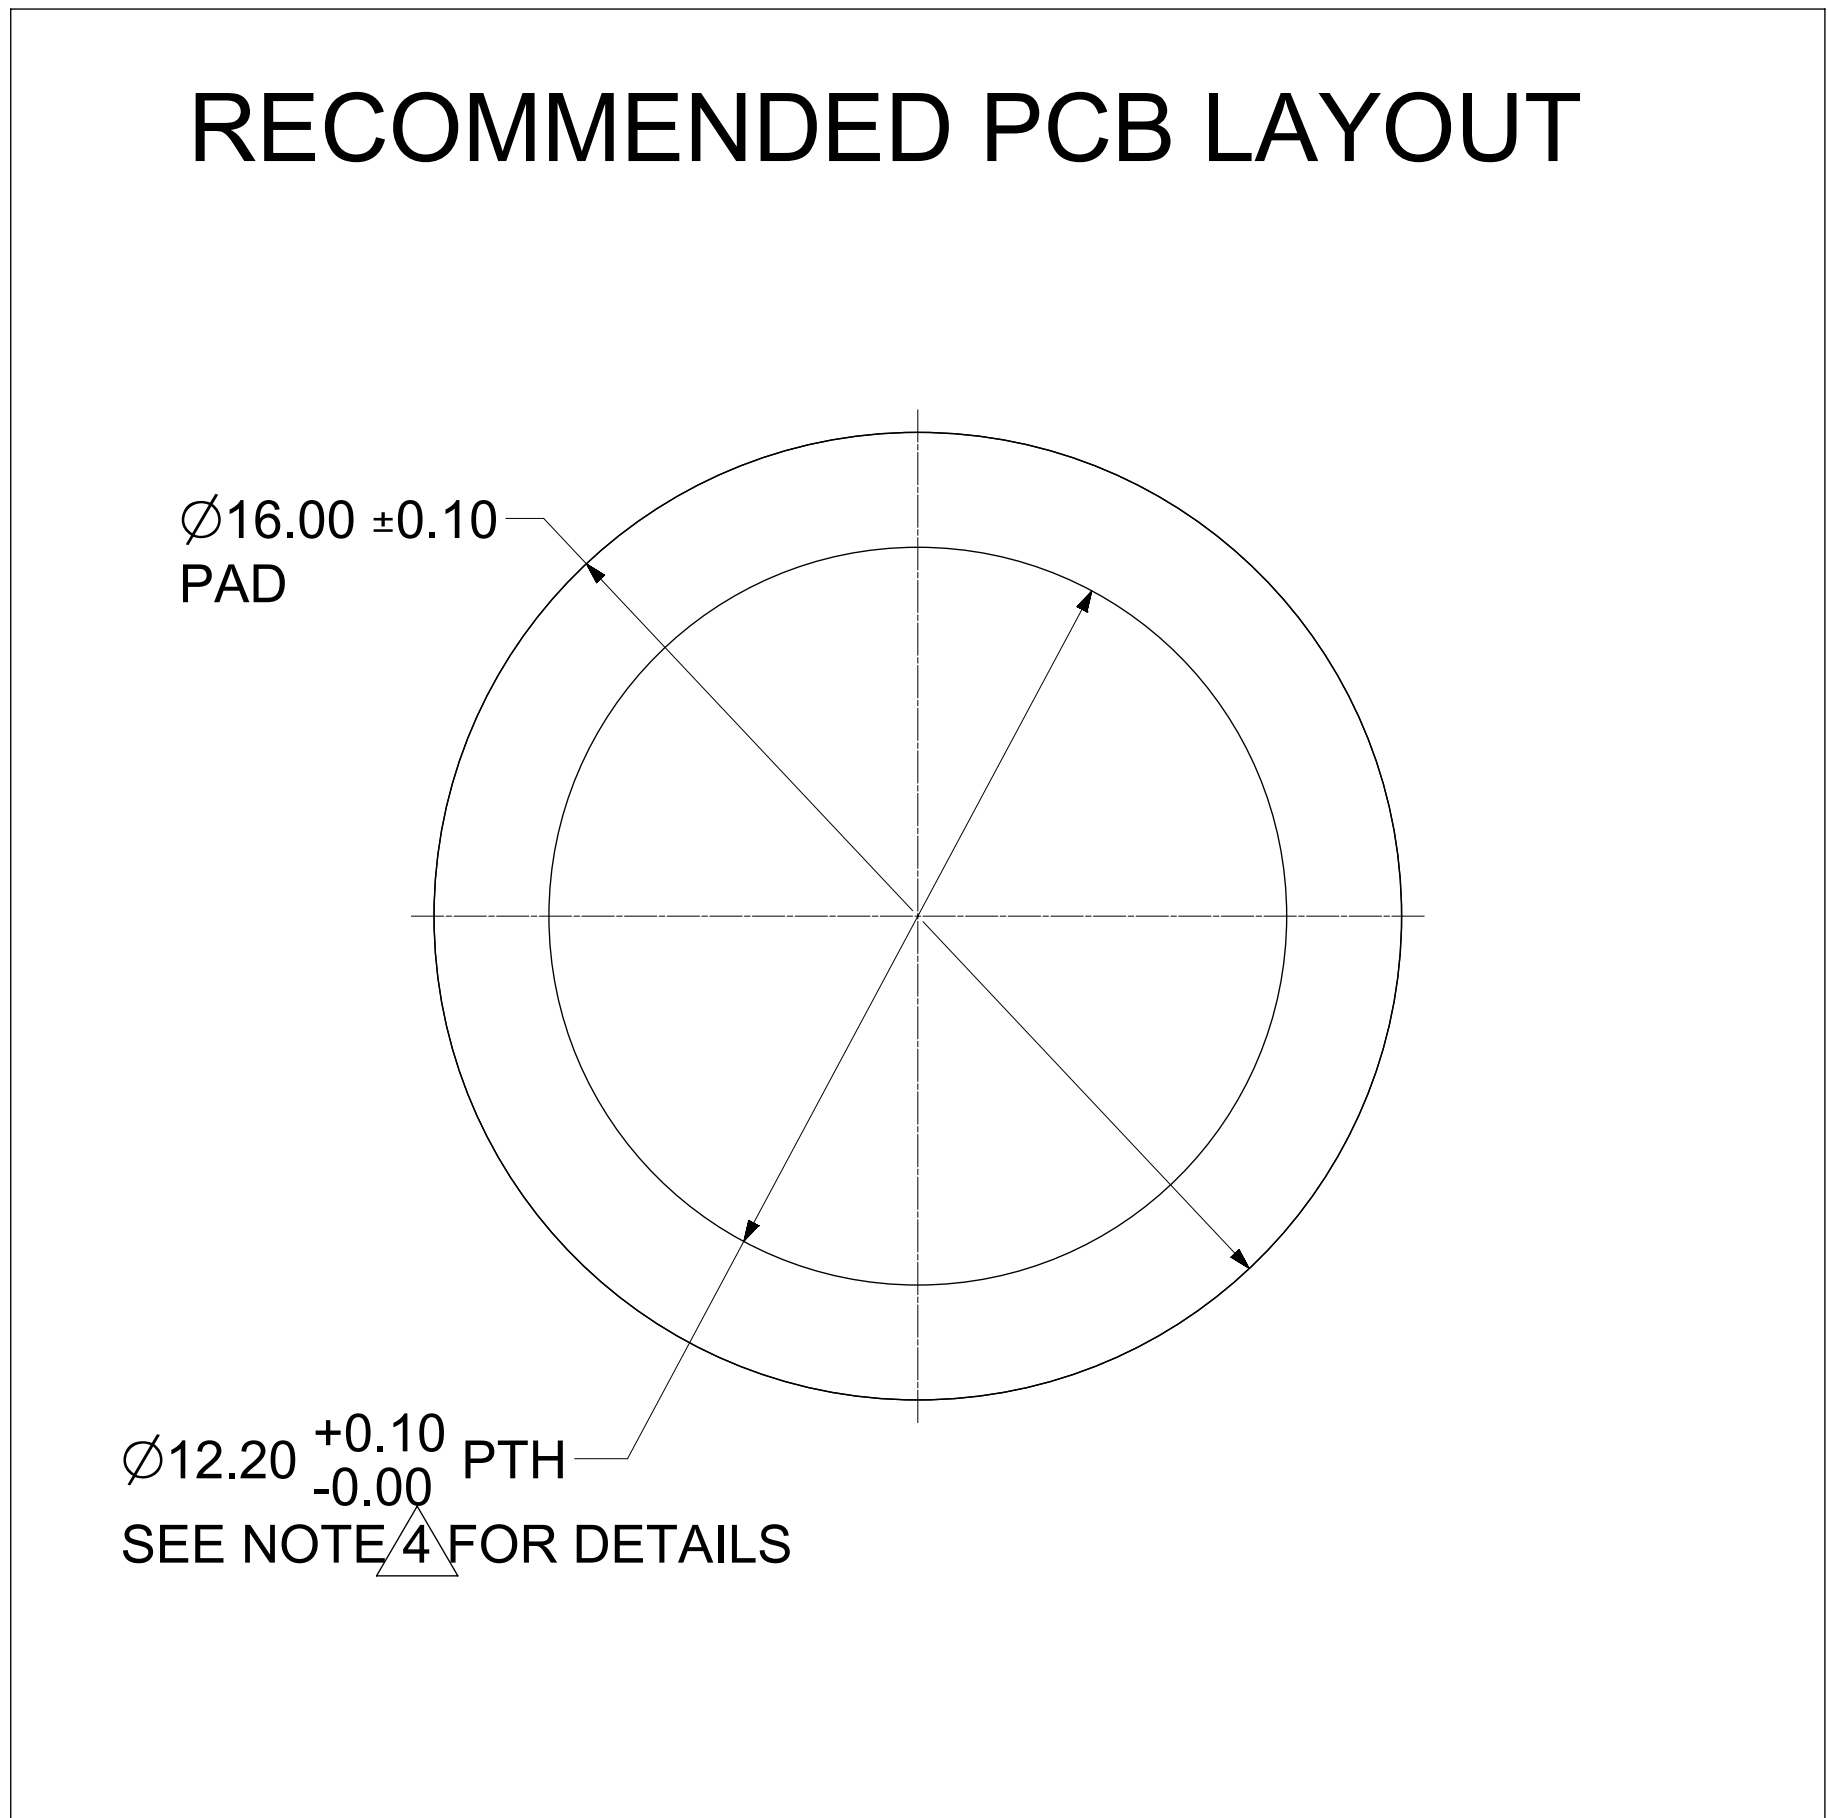 RECOMMENDED PCB LAYOUT
∅16.00 ±0.10
PAD
∅12.20 +0.10 -0.00 PTH
SEE NOTE 4 FOR DETAILS